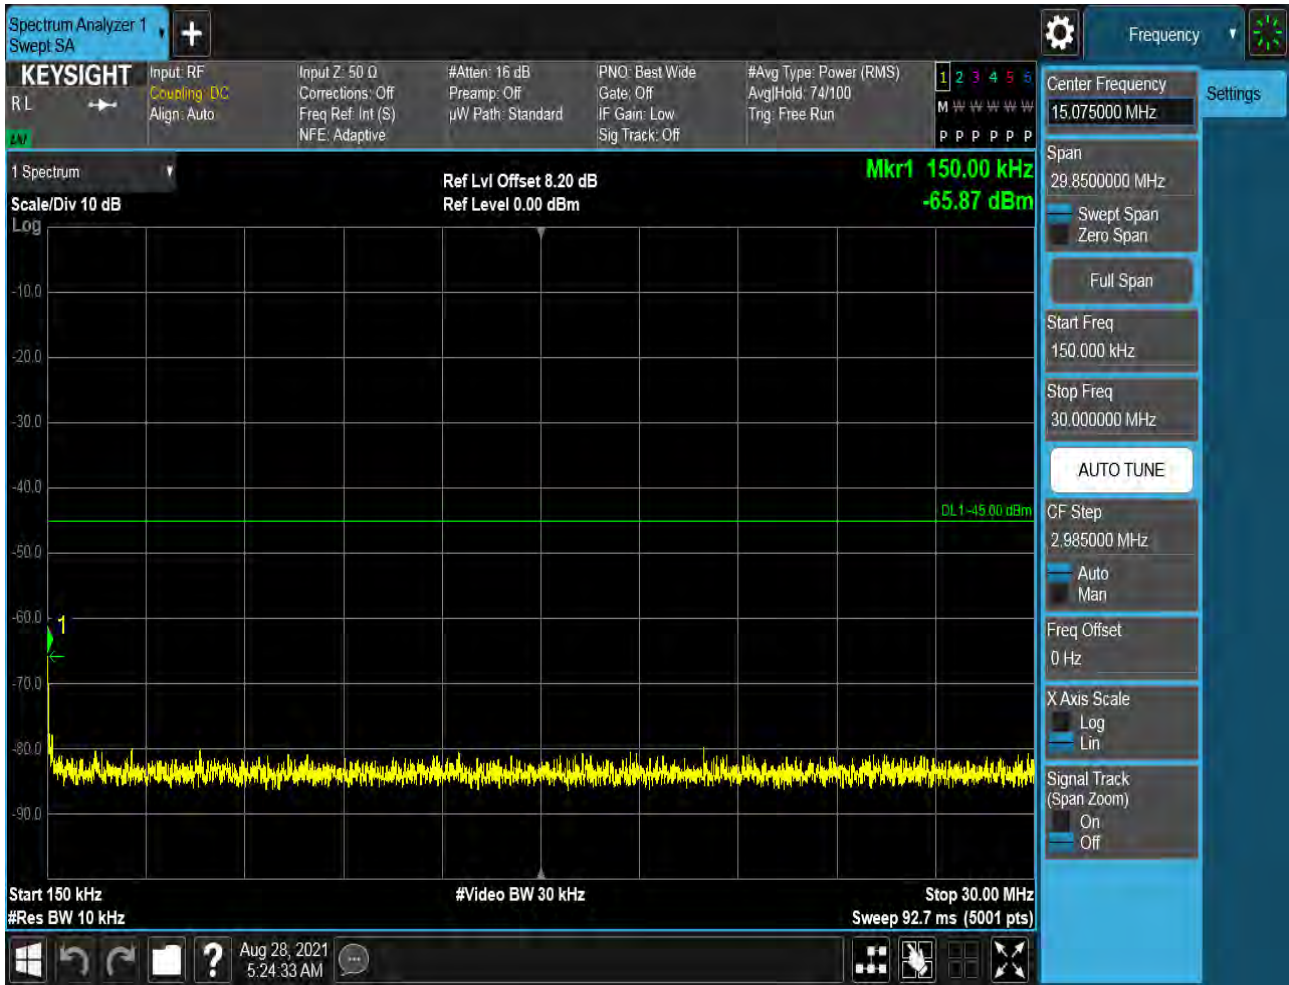 Spectrum Analyzer 1
Swept SA
+
Frequency
KEYSIGHT
R L
LNI
Input: RF
Coupling: DC
Align: Auto
Input Z: 50 Ω
Corrections: Off
Freq Ref: Int (S)
NFE: Adaptive
#Atten: 16 dB
Preamp: Off
µW Path: Standard
PNO: Best Wide
Gate: Off
IF Gain: Low
Sig Track: Off
#Avg Type: Power (RMS)
Avg|Hold: 74/100
Trig: Free Run
1 2 3 4 5 6
M W W W W W
P P P P P P
1 Spectrum
Scale/Div 10 dB
Log
Ref Lvl Offset 8.20 dB
Ref Level 0.00 dBm
Mkr1 150.00 kHz
-65.87 dBm
-10.0
-20.0
-30.0
-40.0
DL1 -45.00 dBm
-50.0
-60.0
1
-70.0
-80.0
-90.0
Start 150 kHz
#Video BW 30 kHz
Stop 30.00 MHz
#Res BW 10 kHz
Sweep 92.7 ms (5001 pts)
Center Frequency
15.075000 MHz
Settings
Span
29.8500000 MHz
Swept Span
Zero Span
Full Span
Start Freq
150.000 kHz
Stop Freq
30.000000 MHz
AUTO TUNE
CF Step
2.985000 MHz
Auto
Man
Freq Offset
0 Hz
X Axis Scale
Log
Lin
Signal Track
(Span Zoom)
On
Off
?
Aug 28, 2021
5:24:33 AM